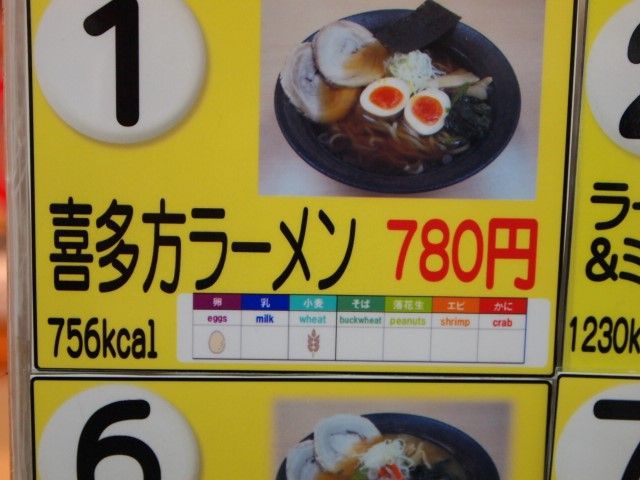 1
喜多方ラーメン 780円
756kcal
卵 乳 小麦 そば 落花生 エビ かに
eggs milk wheat buckwheat peanuts shrimp crab
2
ラー
&ミ
1230k
6
7